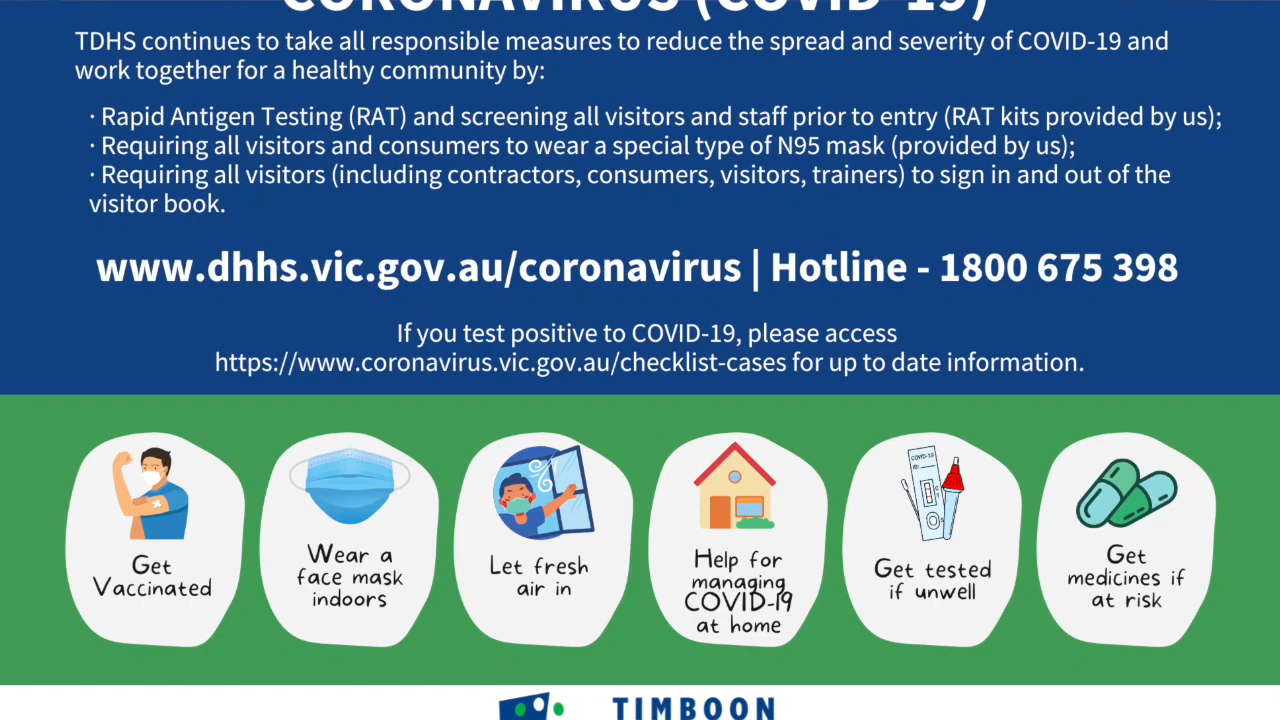 CORONAVIRUS (COVID-19)
TDHS continues to take all responsible measures to reduce the spread and severity of COVID-19 and
work together for a healthy community by:
· Rapid Antigen Testing (RAT) and screening all visitors and staff prior to entry (RAT kits provided by us);
· Requiring all visitors and consumers to wear a special type of N95 mask (provided by us);
· Requiring all visitors (including contractors, consumers, visitors, trainers) to sign in and out of the
visitor book.
www.dhhs.vic.gov.au/coronavirus | Hotline - 1800 675 398
If you test positive to COVID-19, please access
https://www.coronavirus.vic.gov.au/checklist-cases for up to date information.
Get
Vaccinated
Wear a
face mask
indoors
Let fresh
air in
Help for
managing
COVID-19
at home
COVID-19
Get tested
if unwell
Get
medicines if
at risk
TIMBOON